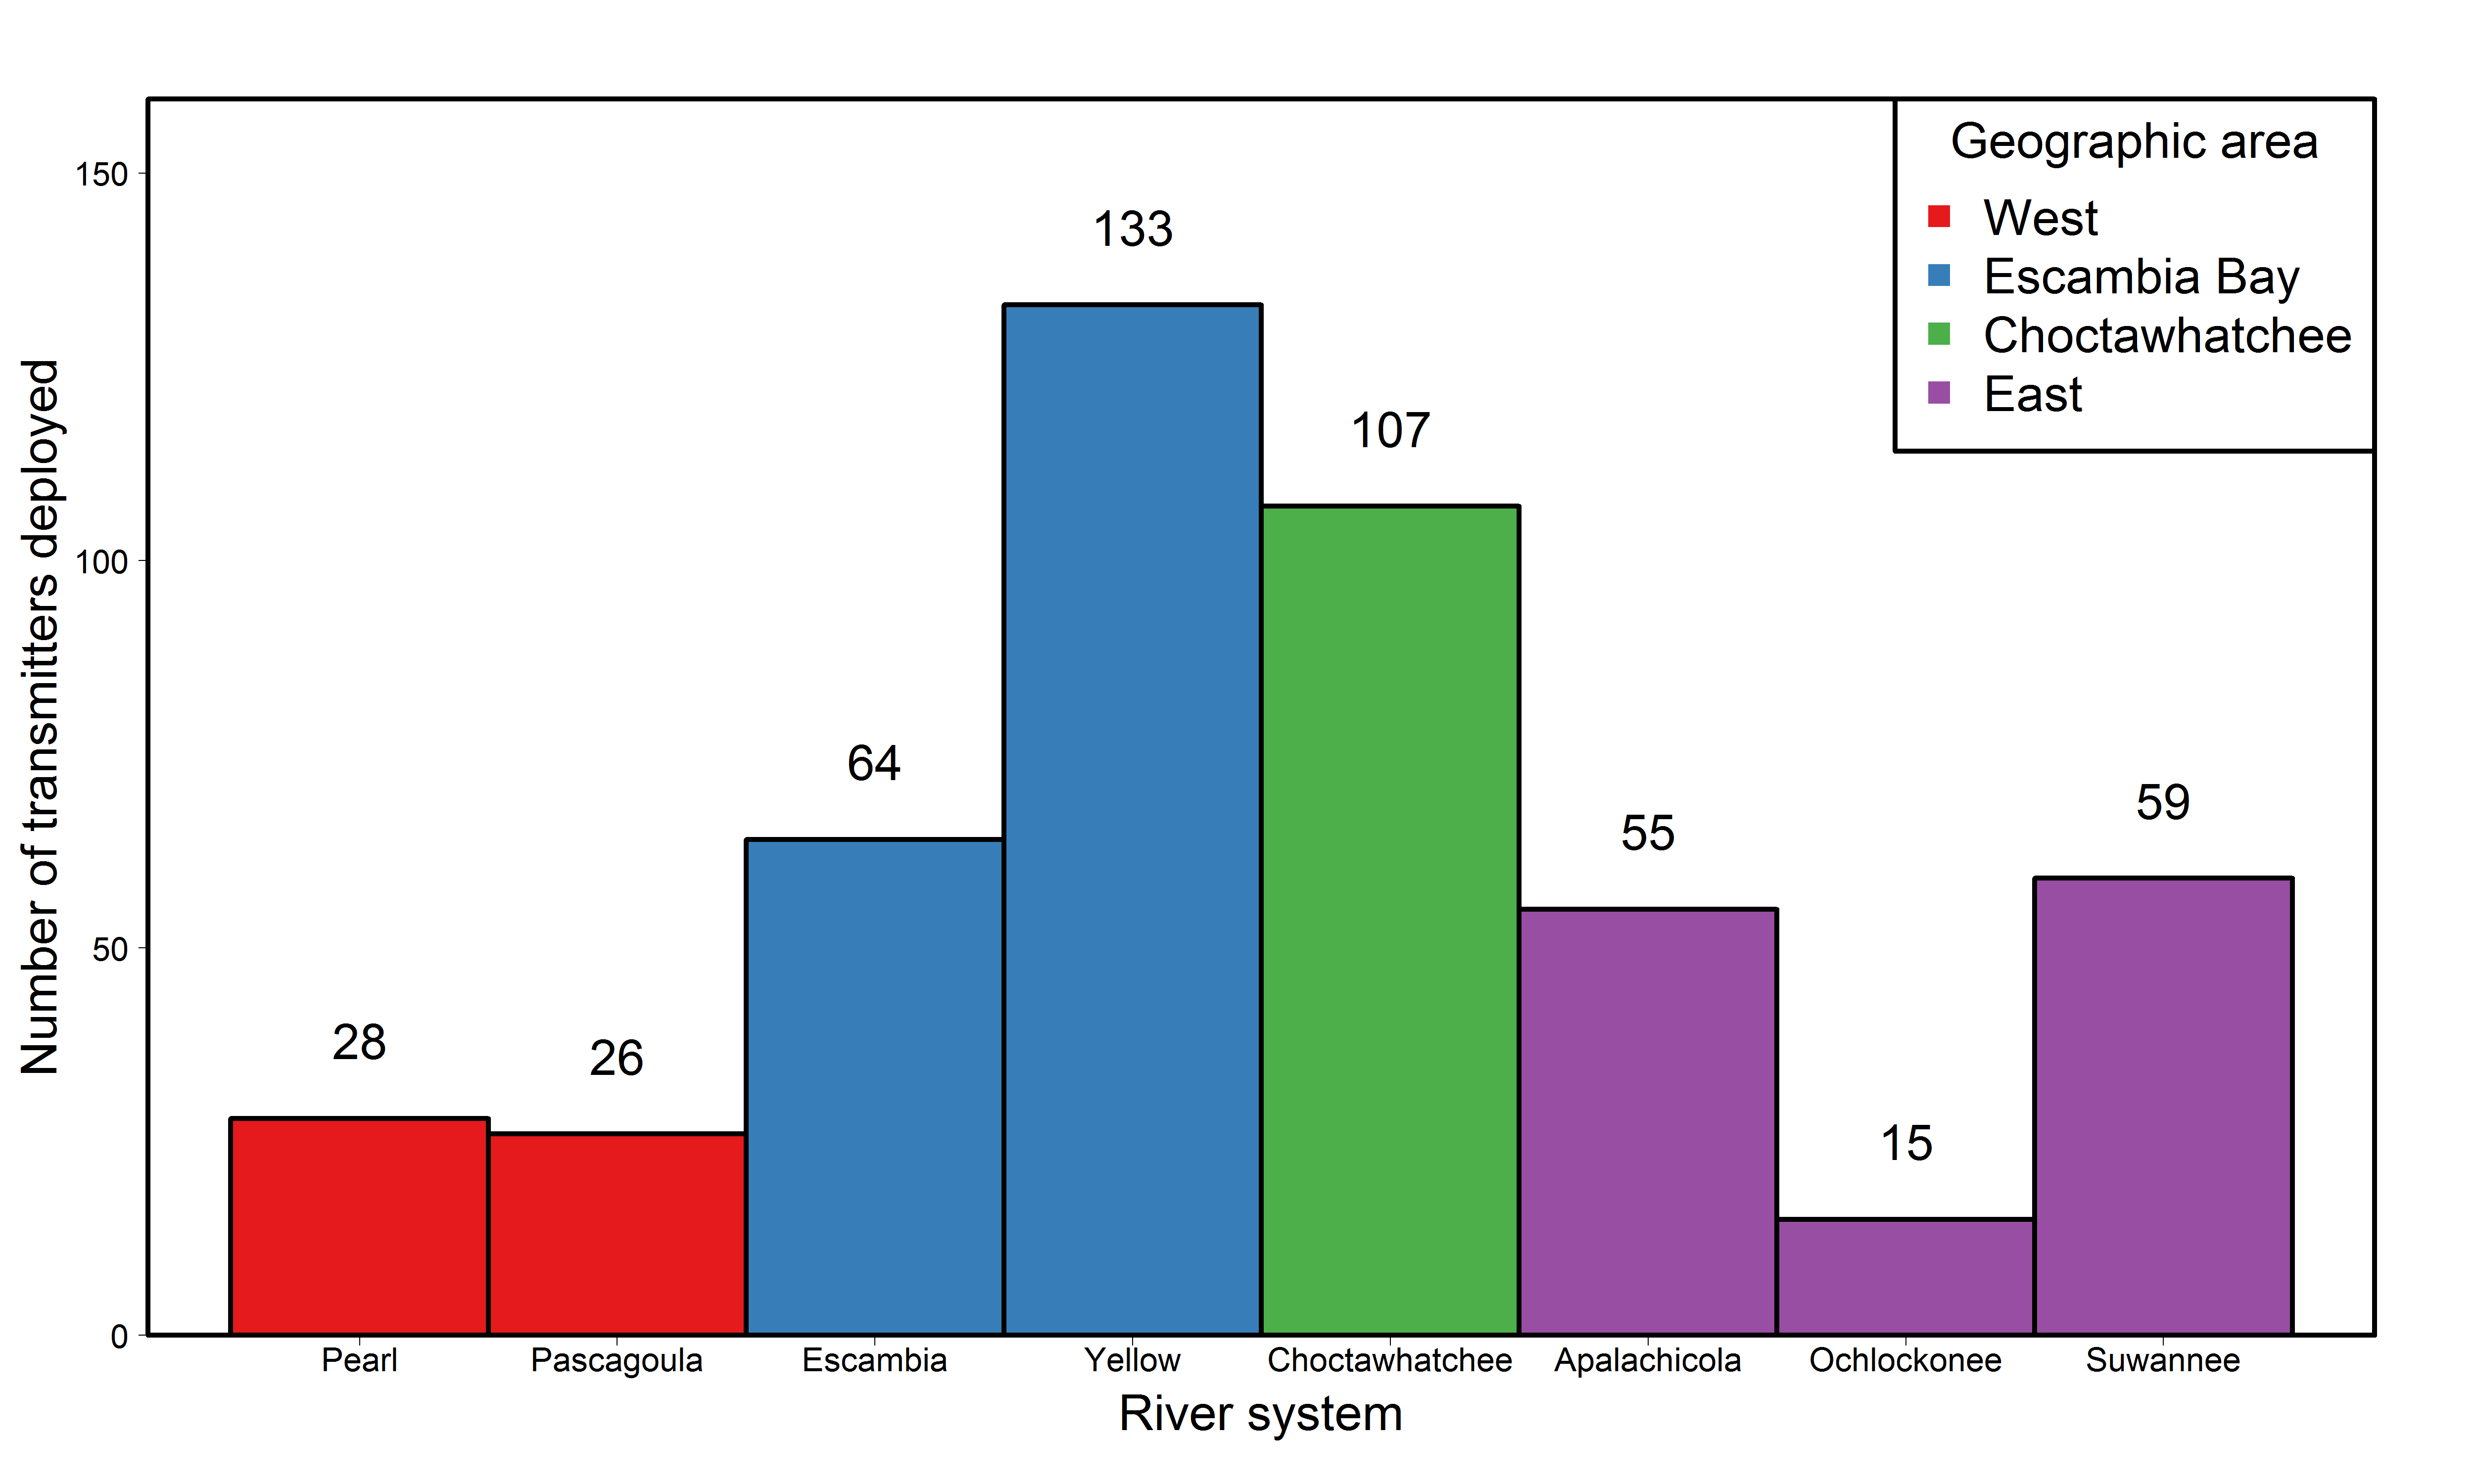 Geographic area
West
Escambia Bay
Choctawhatchee
East
Number of transmitters deployed
150
100
50
0
28
26
64
133
107
55
15
59
Pearl
Pascagoula
Escambia
Yellow
Choctawhatchee
Apalachicola
Ochlockonee
Suwannee
River system